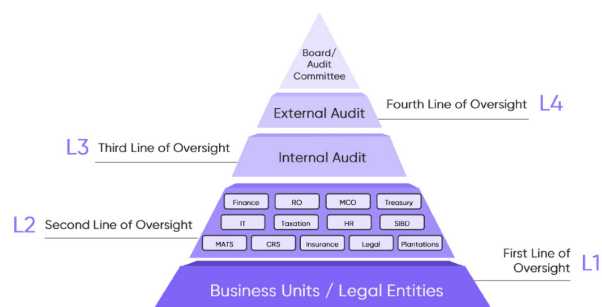 Board/
Audit
Committee
External Audit
Fourth Line of Oversight L4
L3 Third Line of Oversight
Internal Audit
Finance RO MCO Treasury
L2 Second Line of Oversight
IT Taxation HR SIBD
MATS CRS Insurance Legal Plantations
First Line of
Oversight L1
Business Units / Legal Entities